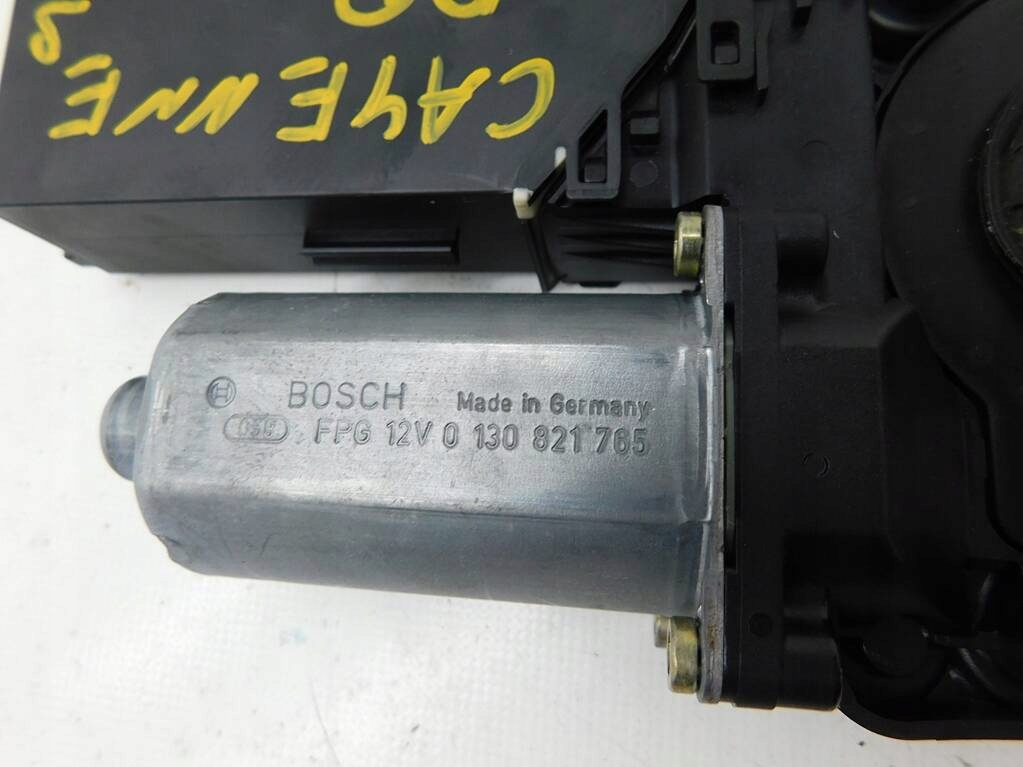 CAYENNE
BOSCH Made in Germany
FPG 12V 0 130 821 765